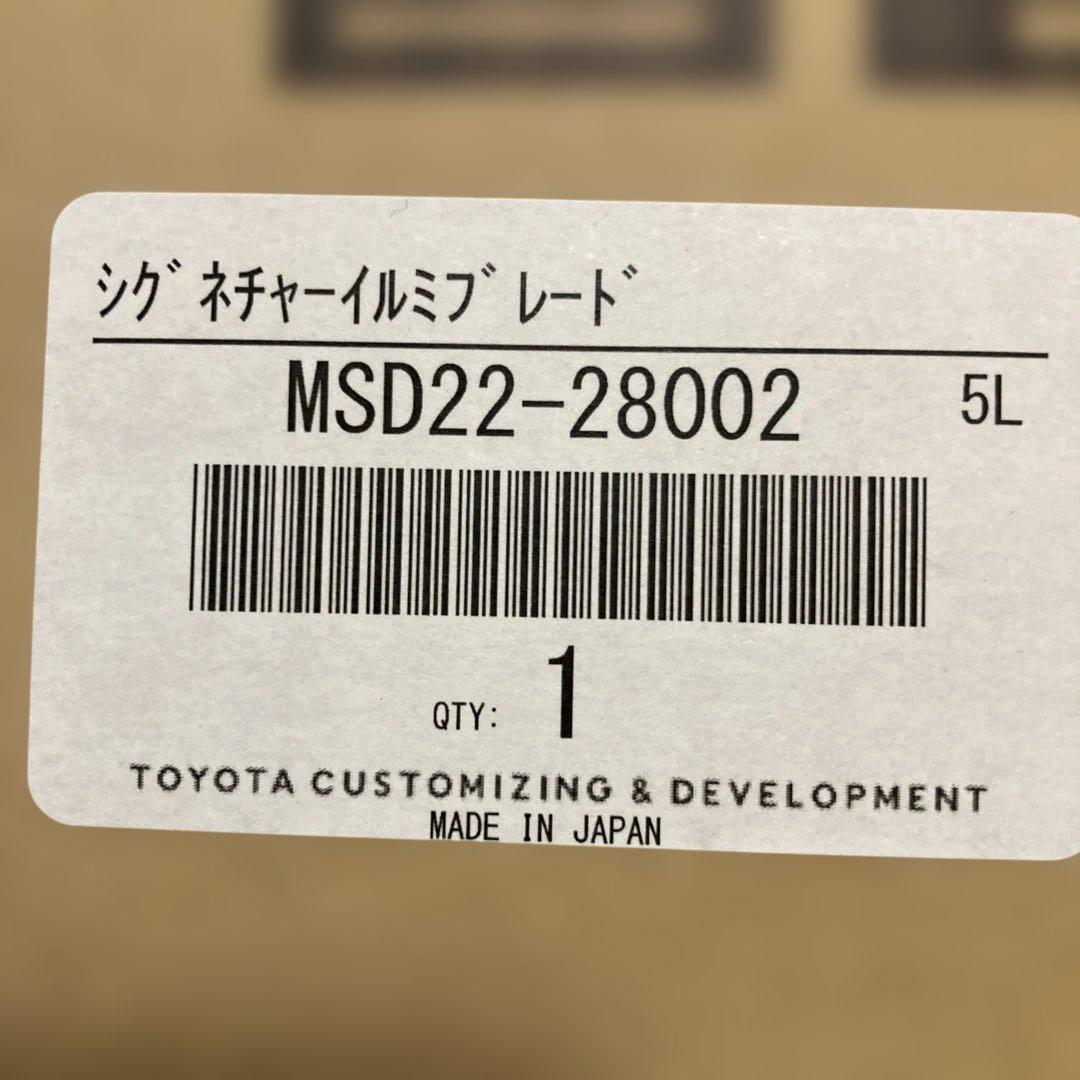 ｼｸﾞﾈﾁｬｰｲﾙﾐﾌﾞﾚｰﾄﾞ
MSD22-28002 5L
QTY: 1
TOYOTA CUSTOMIZING & DEVELOPMENT
MADE IN JAPAN